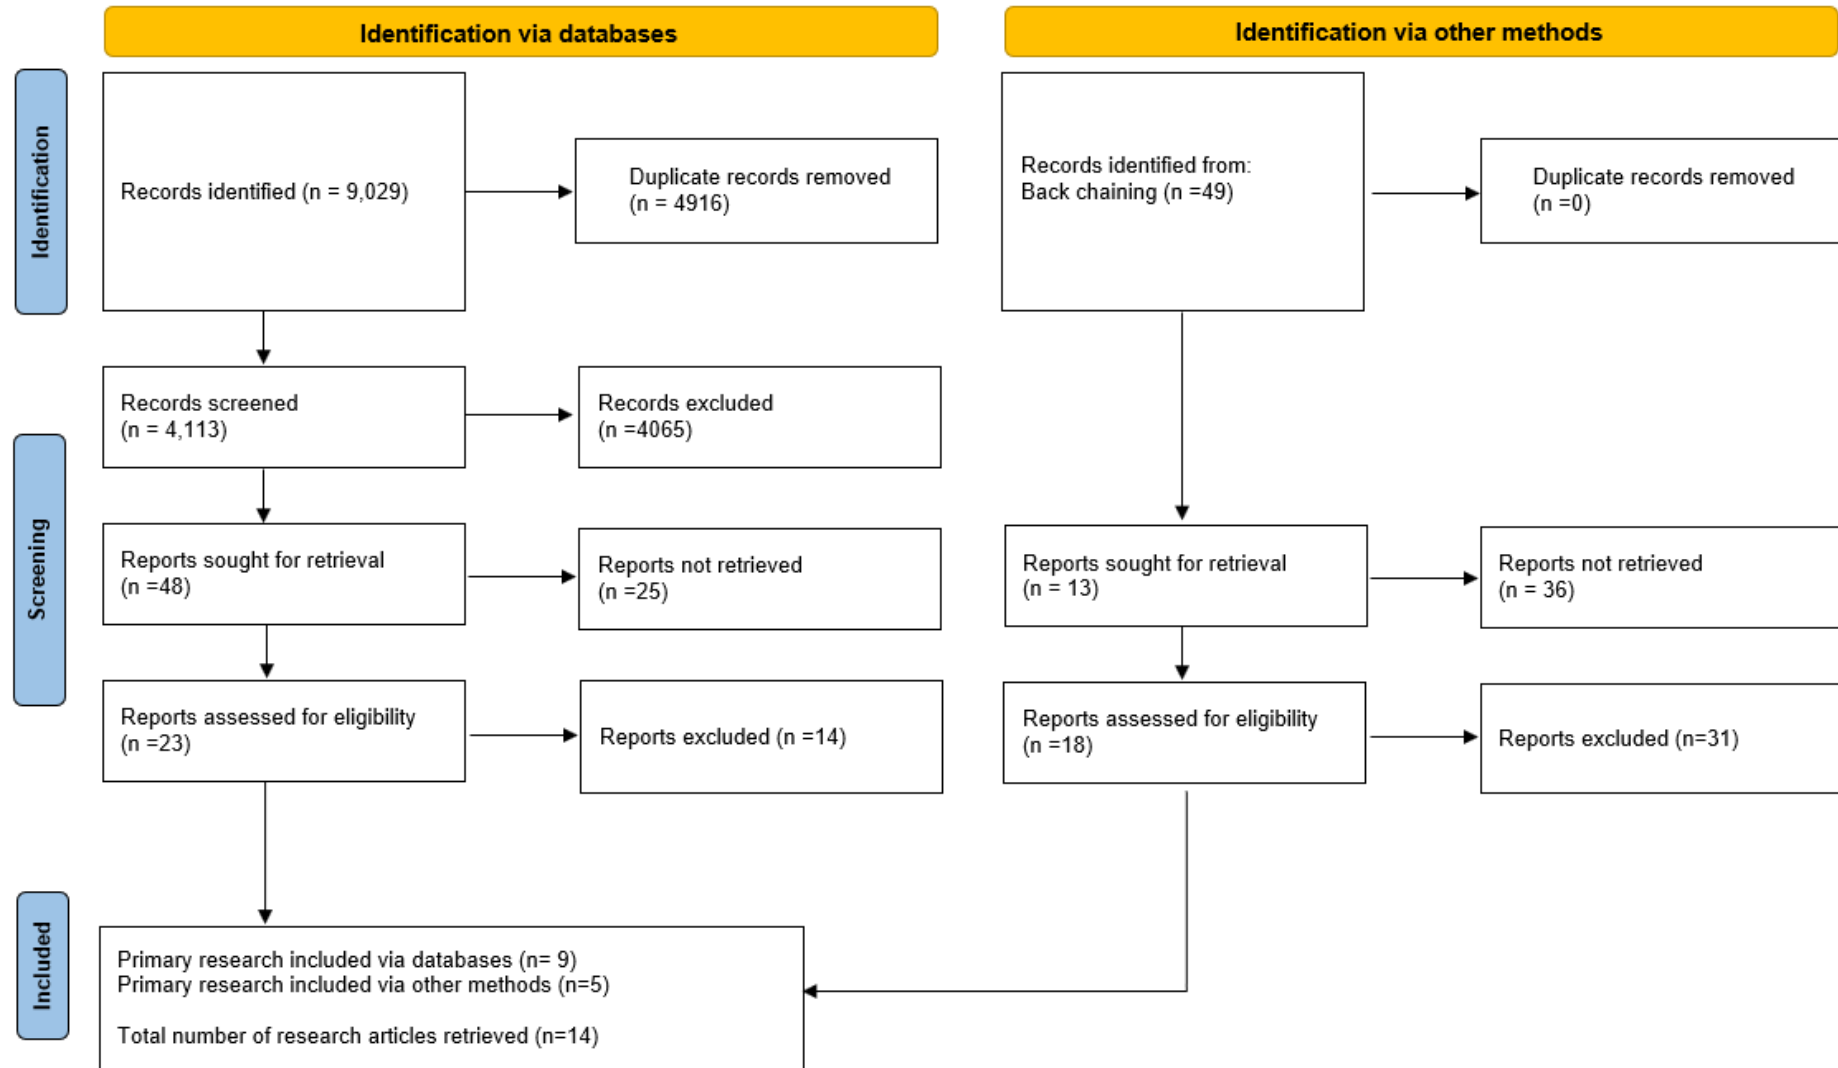 Identification via databases
Identification via other methods
Identification
Records identified (n = 9,029)
Duplicate records removed
(n = 4916)
Records identified from:
Back chaining (n =49)
Duplicate records removed
(n =0)
Screening
Records screened
(n = 4,113)
Records excluded
(n =4065)
Reports sought for retrieval
(n =48)
Reports not retrieved
(n =25)
Reports sought for retrieval
(n = 13)
Reports not retrieved
(n = 36)
Reports assessed for eligibility
(n =23)
Reports excluded (n =14)
Reports assessed for eligibility
(n =18)
Reports excluded (n=31)
Included
Primary research included via databases (n= 9)
Primary research included via other methods (n=5)
Total number of research articles retrieved (n=14)